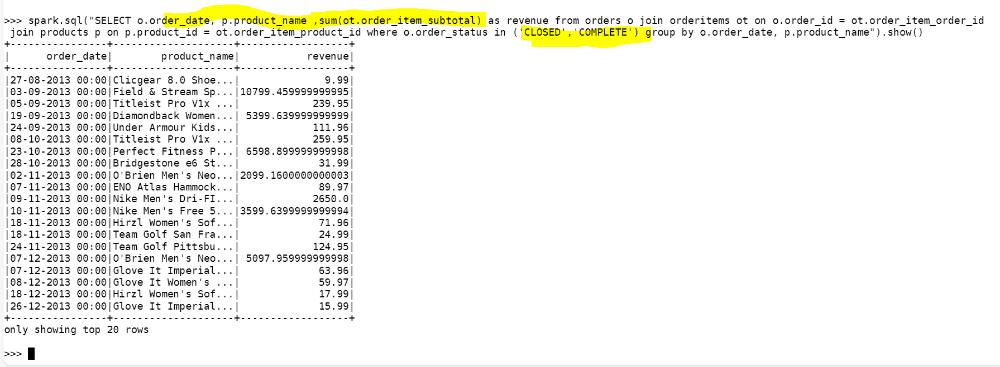 >>> spark.sql("SELECT o.order_date, p.product_name ,sum(ot.order_item_subtotal) as revenue from orders o join orderitems ot on o.order_id = ot.order_item_order_id
 join products p on p.product_id = ot.order_item_product_id where o.order_status in ('CLOSED','COMPLETE') group by o.order_date, p.product_name").show()
+----------------+--------------------+------------------+
|      order_date|        product_name|           revenue|
+----------------+--------------------+------------------+
|27-08-2013 00:00|Clicgear 8.0 Shoe...|              9.99|
|03-09-2013 00:00|Field & Stream Sp...|10799.459999999995|
|05-09-2013 00:00|Titleist Pro V1x ...|            239.95|
|19-09-2013 00:00|Diamondback Women...| 5399.639999999999|
|24-09-2013 00:00|Under Armour Kids...|            111.96|
|08-10-2013 00:00|Titleist Pro V1x ...|            259.95|
|23-10-2013 00:00|Perfect Fitness P...| 6598.899999999998|
|28-10-2013 00:00|Bridgestone e6 St...|             31.99|
|02-11-2013 00:00|O'Brien Men's Neo...|2099.1600000000003|
|07-11-2013 00:00|ENO Atlas Hammock...|             89.97|
|09-11-2013 00:00|Nike Men's Dri-FI...|            2650.0|
|10-11-2013 00:00|Nike Men's Free 5...|3599.6399999999994|
|18-11-2013 00:00|Hirzl Women's Sof...|             71.96|
|18-11-2013 00:00|Team Golf San Fra...|             24.99|
|24-11-2013 00:00|Team Golf Pittsbu...|            124.95|
|07-12-2013 00:00|O'Brien Men's Neo...| 5097.959999999998|
|07-12-2013 00:00|Glove It Imperial...|             63.96|
|08-12-2013 00:00|Glove It Women's ...|             59.97|
|18-12-2013 00:00|Hirzl Women's Sof...|             17.99|
|26-12-2013 00:00|Glove It Imperial...|             15.99|
+----------------+--------------------+------------------+
only showing top 20 rows
>>>